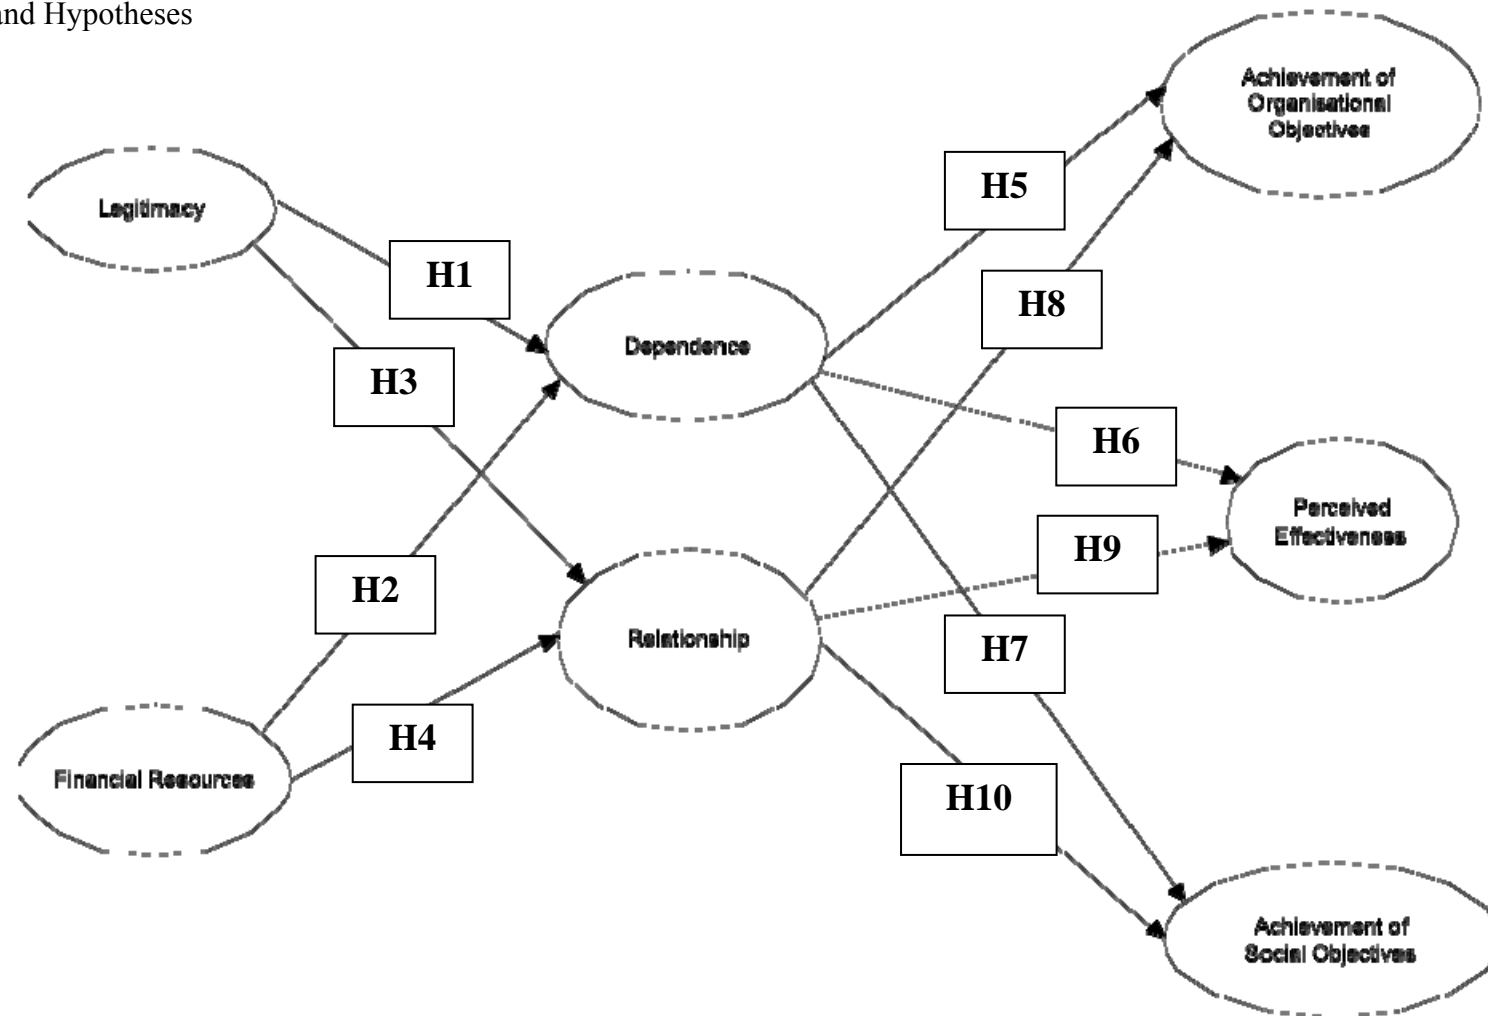 and Hypotheses
Achievement of
Organisational
Objectives
Legitimacy
H5
H1
H8
Dependence
H3
H6
Perceived
Effectiveness
H9
H2
Relationship
H7
H4
Financial Resources
H10
Achievement of
Social Objectives